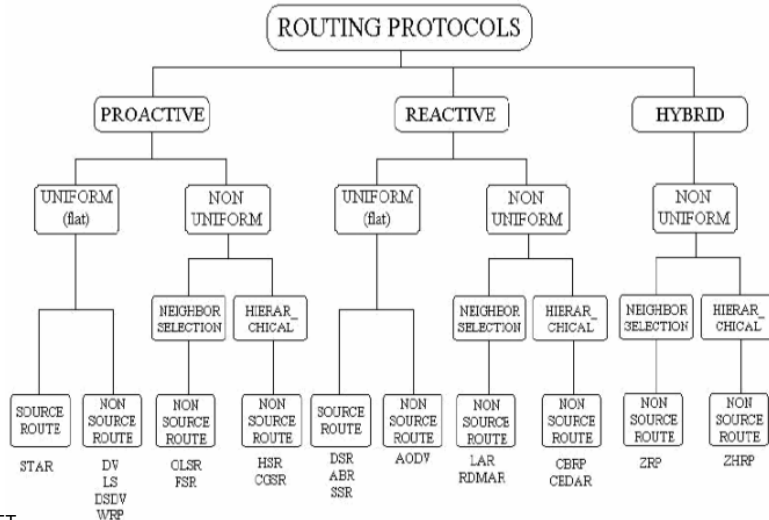 ROUTING PROTOCOLS
PROACTIVE
REACTIVE
HYBRID
UNIFORM
(flat)
NON
UNIFORM
UNIFORM
(flat)
NON
UNIFORM
NON
UNIFORM
NEIGHBOR
SELECTION
HIERAR_
CHICAL
NEIGHBOR
SELECTION
HIERAR_
CHICAL
NEIGHBOR
SELECTION
HIERAR_
CHICAL
SOURCE
ROUTE
NON
SOURCE
ROUTE
NON
SOURCE
ROUTE
NON
SOURCE
ROUTE
SOURCE
ROUTE
NON
SOURCE
ROUTE
NON
SOURCE
ROUTE
NON
SOURCE
ROUTE
NON
SOURCE
ROUTE
NON
SOURCE
ROUTE
STAR
DV
LS
DSDV
WRP
OLSR
FSR
HSR
CGSR
DSR
ABR
SSR
AODV
LAR
RDMAR
CBRP
CEDAR
ZRP
ZHRP